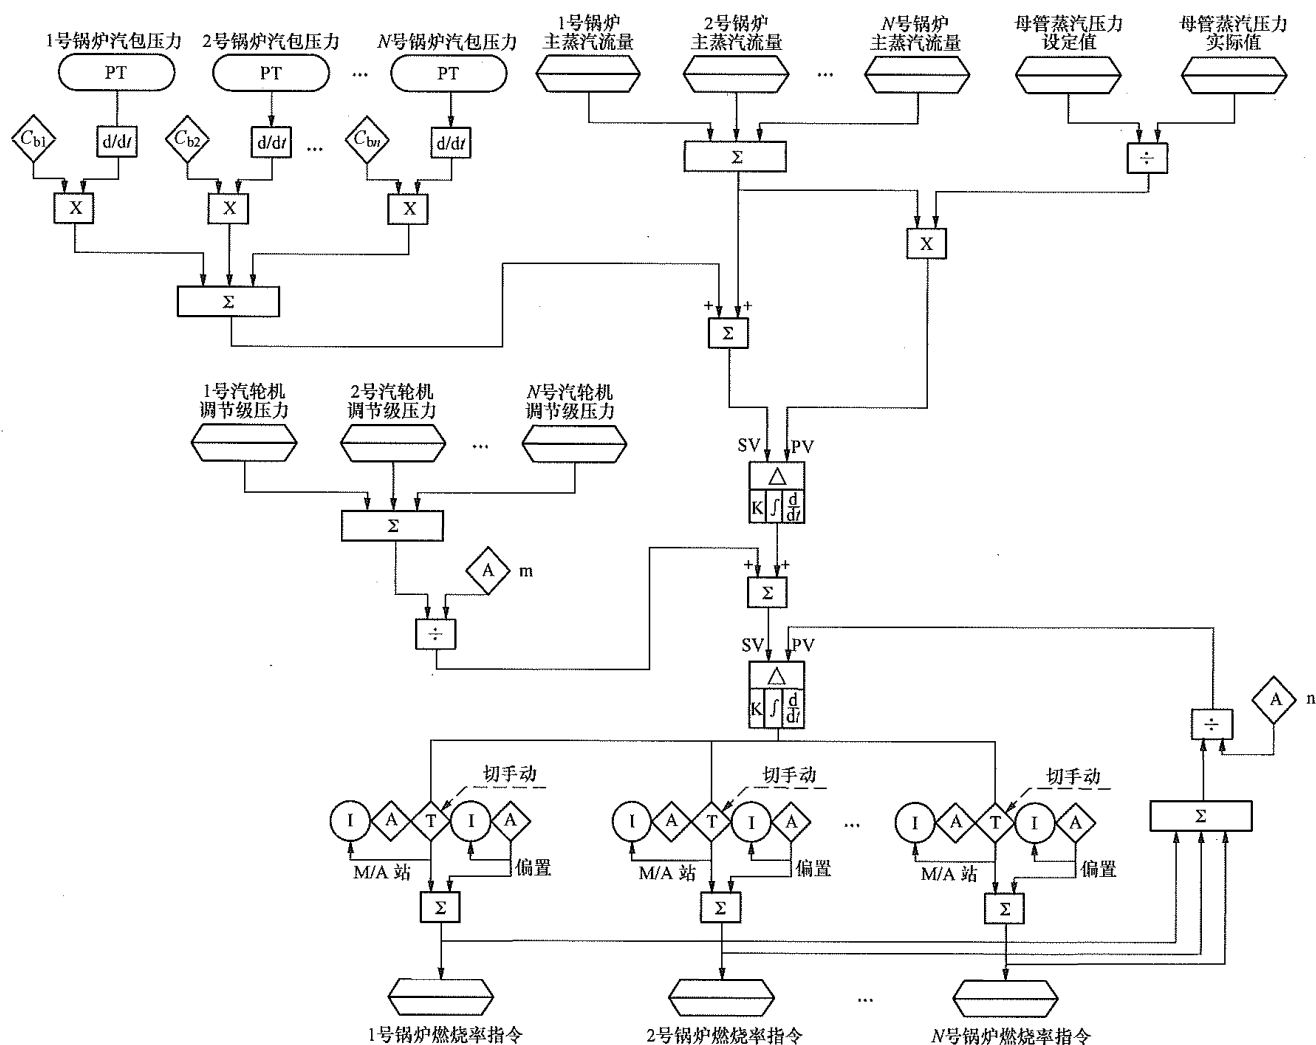 1号锅炉汽包压力
2号锅炉汽包压力
N号锅炉汽包压力
1号锅炉
主蒸汽流量
2号锅炉
主蒸汽流量
N号锅炉
主蒸汽流量
母管蒸汽压力
设定值
母管蒸汽压力
实际值
PT
PT
...
PT
...
Cb1
d/dt
Cb2
d/dt
...
Cbn
d/dt
Σ
÷
X
X
X
X
Σ
+
+
Σ
1号汽轮机
调节级压力
2号汽轮机
调节级压力
N号汽轮机
调节级压力
...
SV
PV
△
K
∫
d
dt
Σ
A
m
+
+
Σ
÷
SV
PV
△
K
∫
d
dt
A
n
÷
切手动
切手动
切手动
I
A
T
I
A
I
A
T
I
A
...
I
A
T
I
A
Σ
M/A 站
偏置
M/A 站
偏置
M/A 站
偏置
Σ
Σ
Σ
...
1号锅炉燃烧率指令
2号锅炉燃烧率指令
N号锅炉燃烧率指令